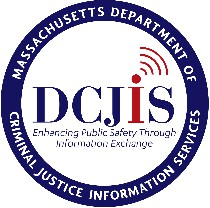 MASSACHUSETTS DEPARTMENT OF
DCJiS
Enhancing Public Safety Through
Information Exchange
CRIMINAL JUSTICE INFORMATION SERVICES